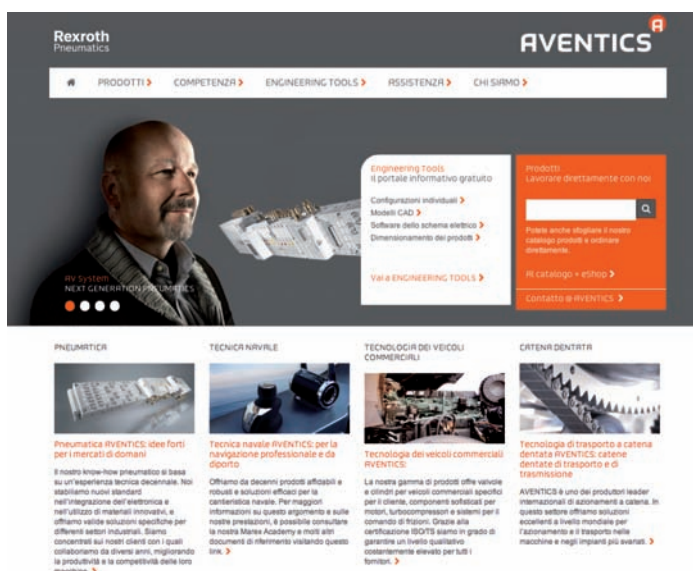 Rexroth
Pneumatics
AVENTICS
PRODOTTI
COMPETENZA
ENGINEERING TOOLS
ASSISTENZA
CHI SIAMO
AV System
NEXT GENERATION PNEUMATICS
Engineering Tools
Il portale informativo gratuito
Configurazioni individuali
Modelli CAD
Software dello schema elettrico
Dimensionamento dei prodotti
Vai a ENGINEERING TOOLS
Prodotti
Lavorare direttamente con noi
Potete anche sfogliare il nostro
catalogo prodotti e ordinare
direttamente.
Al catalogo + eShop
Contatto @ AVENTICS
PNEUMATICA
Pneumatica AVENTICS: idee forti
per i mercati di domani
Il nostro know-how pneumatico si basa
su un'esperienza tecnica decennale. Noi
stabiliamo nuovi standard
nell'integrazione dell'elettronica e
nell'utilizzo di materiali innovativi, e
offriamo valide soluzioni specifiche per
differenti settori industriali. Siamo
concentrati sui nostri clienti con i quali
collaboriamo da diversi anni, migliorando
la produttività e la competitività delle loro
macchine.
TECNICA NAVALE
Tecnica navale AVENTICS: per la
navigazione professionale e da
diporto
Offriamo da decenni prodotti affidabili e
robusti e soluzioni efficaci per la
cantieristica navale. Per maggiori
informazioni su questo argomento e sulle
nostre prestazioni, è possibile consultare
la nostra Marex Academy e molti altri
documenti di riferimento visitando questo
link.
TECNOLOGIA DEI VEICOLI
COMMERCIALI
Tecnologia dei veicoli commerciali
AVENTICS:
La nostra gamma di prodotti offre valvole
e cilindri per veicoli commerciali specifici
per il cliente, componenti sofisticati per
motori, turbocompressori e sistemi per il
comando di frizioni. Grazie alla
certificazione ISO/TS siamo in grado di
garantire un livello qualitativo
costantemente elevato per tutti i
fornitori.
CATENA DENTATA
Tecnologia di trasporto a catena
dentata AVENTICS: catene
dentate di trasporto e di
trasmissione
AVENTICS è uno dei produttori leader
internazionali di azionamenti a catena. In
questo settore offriamo soluzioni
eccellenti a livello mondiale per
l'azionamento e il trasporto nelle
macchine e negli impianti più svariati.